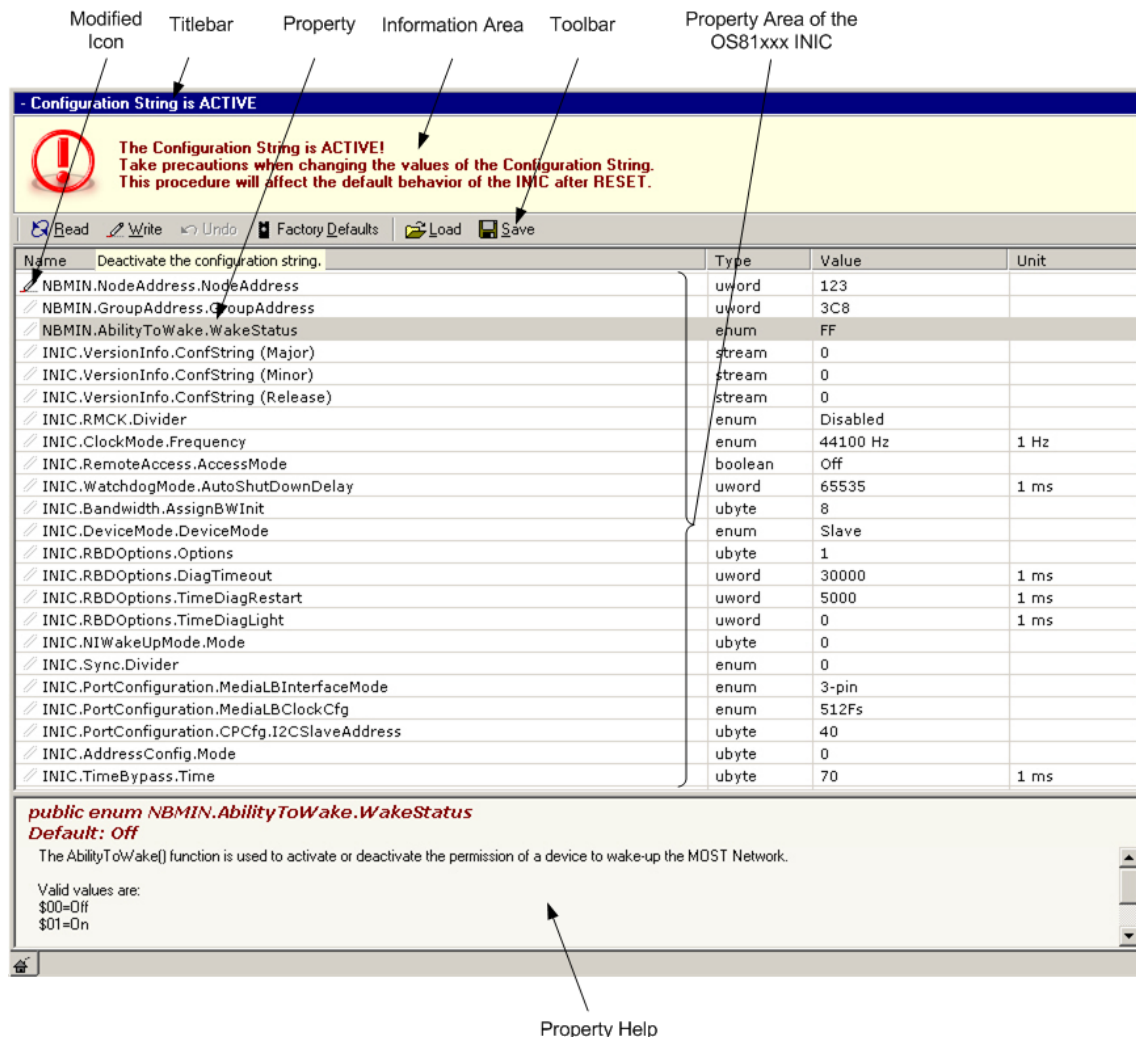 Modified Icon
Titlebar
Property
Information Area
Toolbar
Property Area of the
OS81xxx INIC
- Configuration String is ACTIVE
The Configuration String is ACTIVE!
Take precautions when changing the values of the Configuration String.
This procedure will affect the default behavior of the INIC after RESET.
Read Write Undo Factory Defaults Load Save
Name Deactivate the configuration string. Type Value Unit
NBMIN.NodeAddress.NodeAddress uword 123
NBMIN.GroupAddress.GroupAddress uword 3C8
NBMIN.AbilityToWake.WakeStatus enum FF
INIC.VersionInfo.ConfString (Major) stream 0
INIC.VersionInfo.ConfString (Minor) stream 0
INIC.VersionInfo.ConfString (Release) stream 0
INIC.RMCK.Divider enum Disabled
INIC.ClockMode.Frequency enum 44100 Hz 1 Hz
INIC.RemoteAccess.AccessMode boolean Off
INIC.WatchdogMode.AutoShutDownDelay uword 65535 1 ms
INIC.Bandwidth.AssignBWInit ubyte 8
INIC.DeviceMode.DeviceMode enum Slave
INIC.RBDOptions.Options ubyte 1
INIC.RBDOptions.DiagTimeout uword 30000 1 ms
INIC.RBDOptions.TimeDiagRestart uword 5000 1 ms
INIC.RBDOptions.TimeDiagLight uword 0 1 ms
INIC.NIWakeUpMode.Mode ubyte 0
INIC.Sync.Divider enum 0
INIC.PortConfiguration.MediaLBInterfaceMode enum 3-pin
INIC.PortConfiguration.MediaLBClockCfg enum 512Fs
INIC.PortConfiguration.CPCfg.I2CSlaveAddress ubyte 40
INIC.AddressConfig.Mode ubyte 0
INIC.TimeBypass.Time ubyte 70 1 ms
public enum NBMIN.AbilityToWake.WakeStatus
Default: Off
The AbilityToWake() function is used to activate or deactivate the permission of a device to wake-up the MOST Network.
Valid values are:
$00=Off
$01=On
Property Help